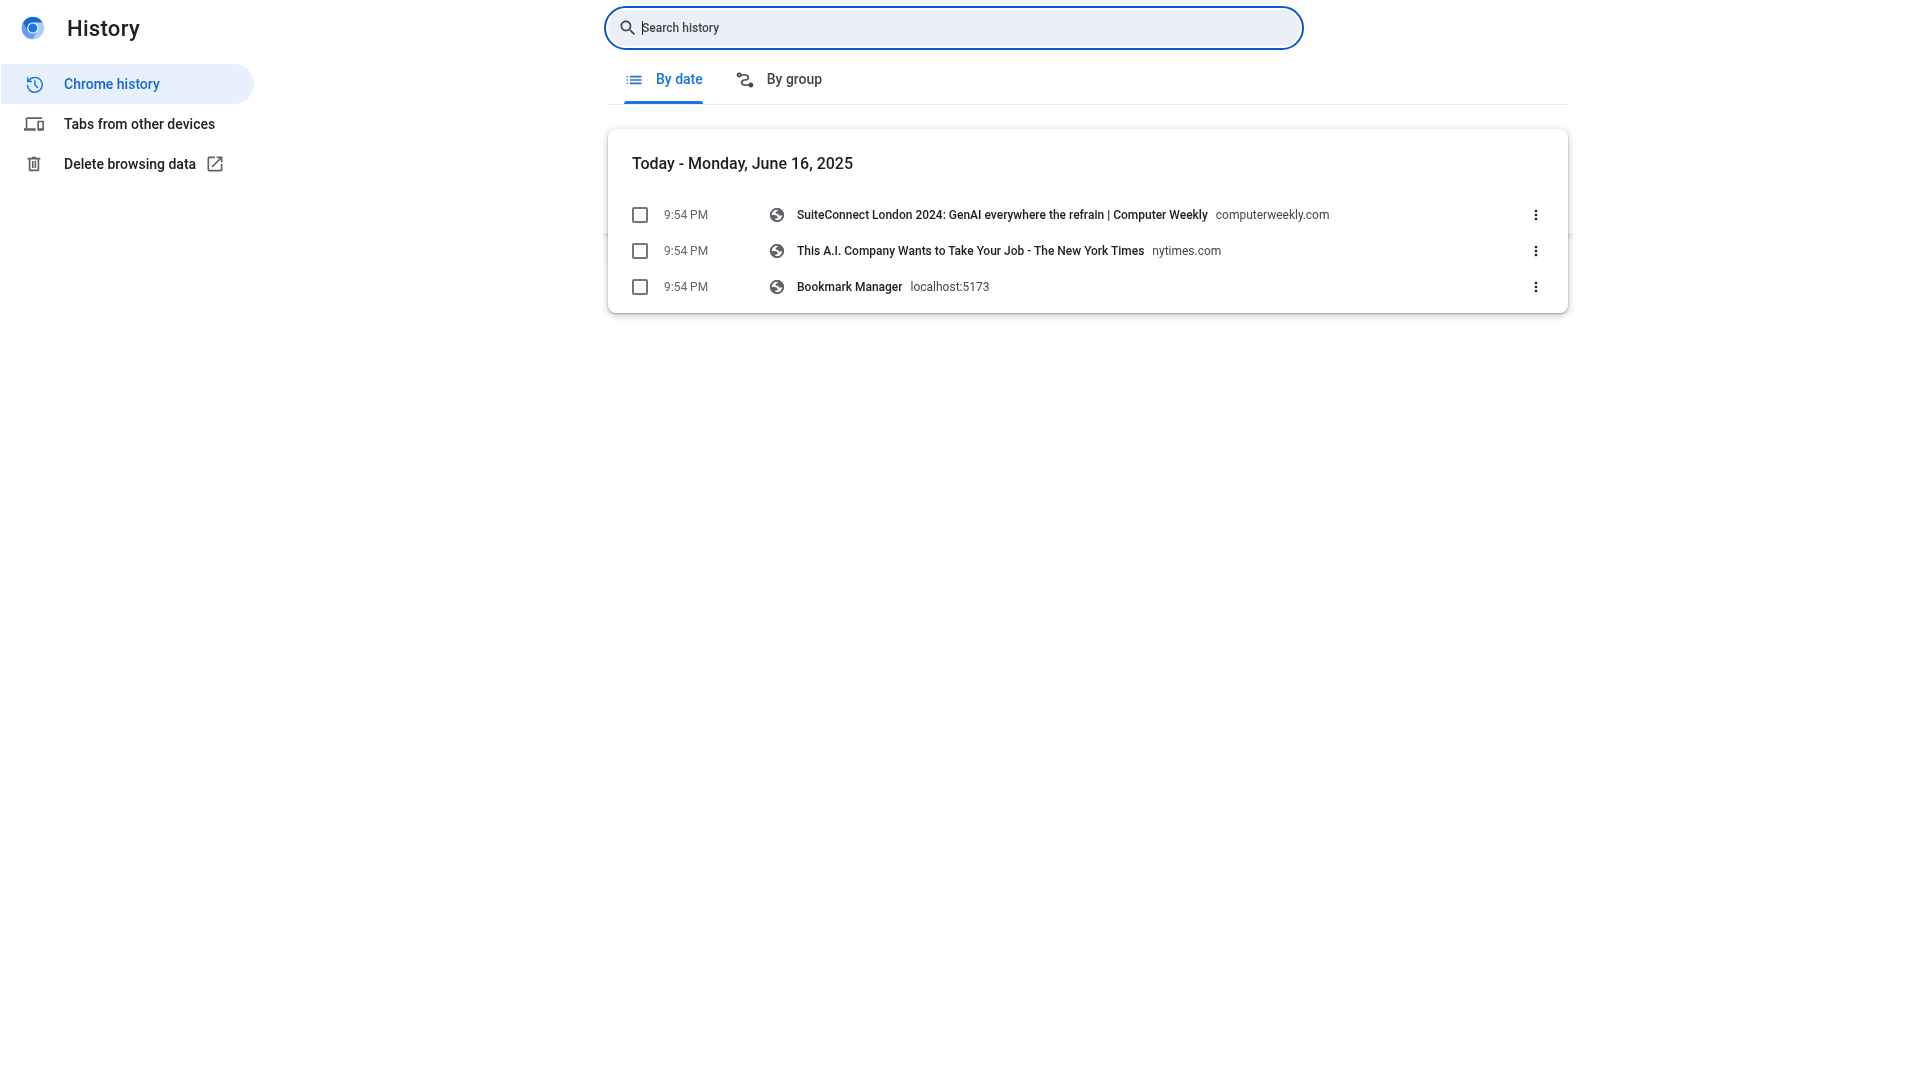 History
Search history
Chrome history
Tabs from other devices
Delete browsing data
By date
By group
Today - Monday, June 16, 2025
9:54 PM SuiteConnect London 2024: GenAI everywhere the refrain | Computer Weekly computerweekly.com
9:54 PM This A.I. Company Wants to Take Your Job - The New York Times nytimes.com
9:54 PM Bookmark Manager localhost:5173